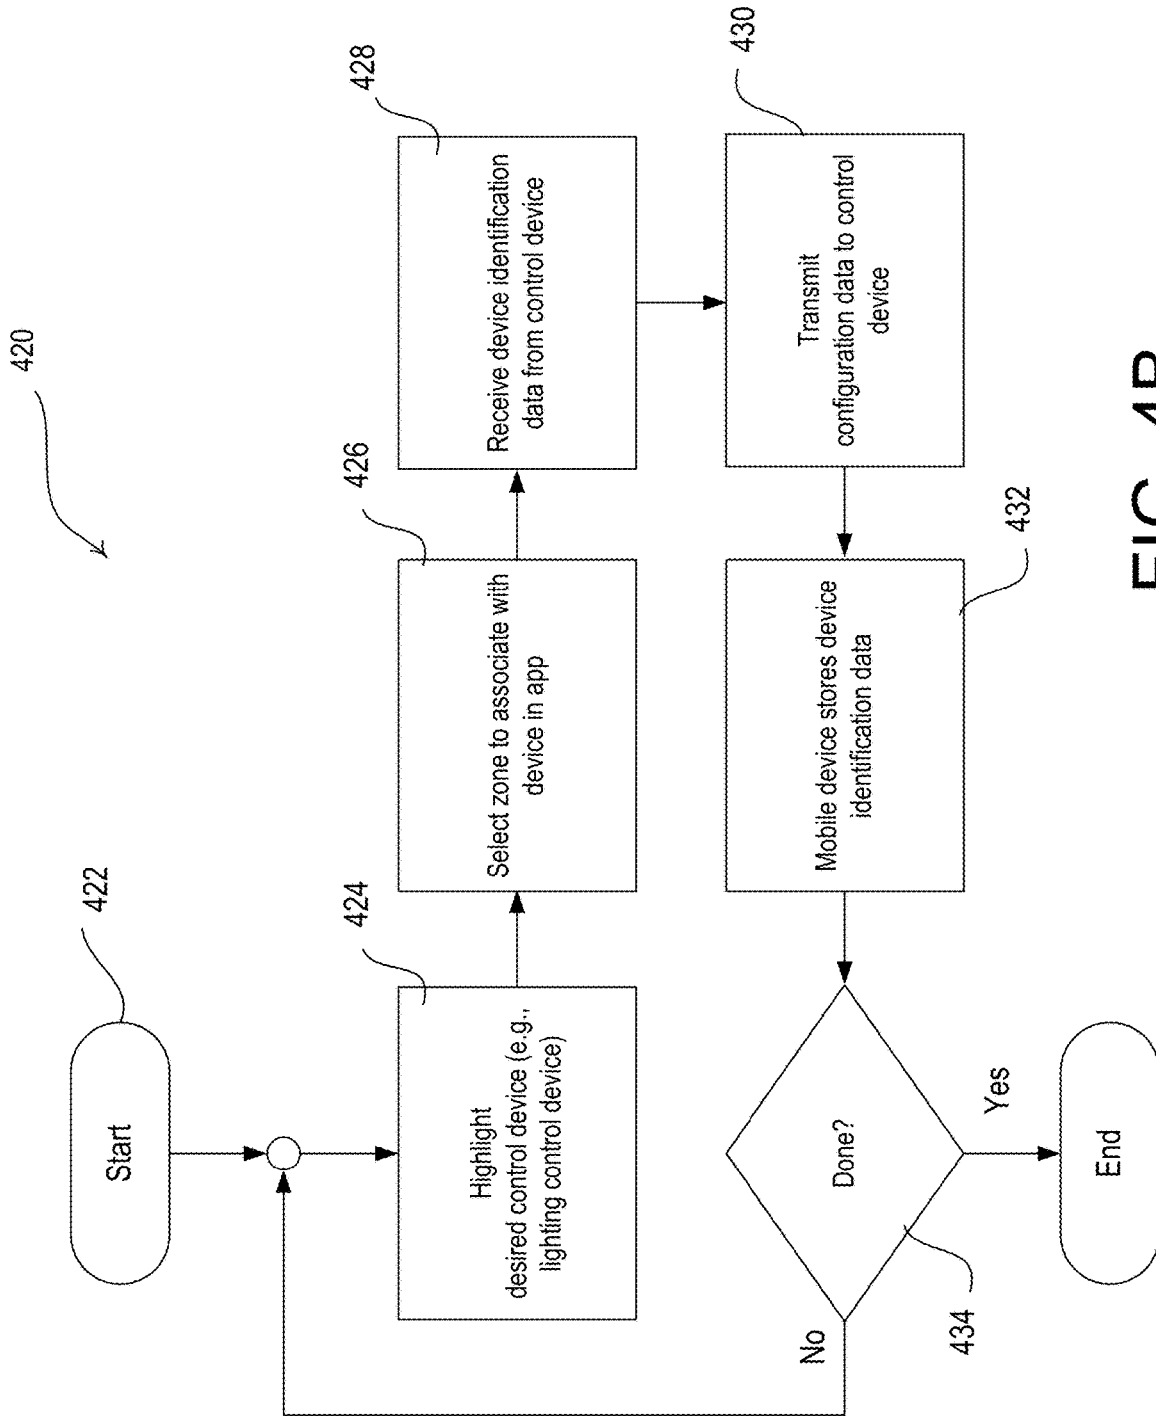 420
Start
422
Highlight
desired control device (e.g.,
lighting control device)
424
Select zone to associate with
device in app
426
Receive device identification
data from control device
428
Transmit
configuration data to control
device
430
Mobile device stores device
identification data
432
Done?
434
No
Yes
End
FIG. 4B